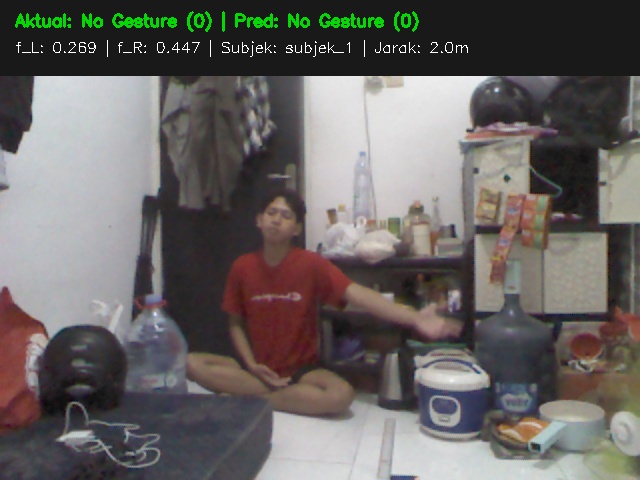 Aktual: No Gesture (0) | Pred: No Gesture (0)
f_L: 0.269 | f_R: 0.447 | Subjek: subjek_1 | Jarak: 2.0m